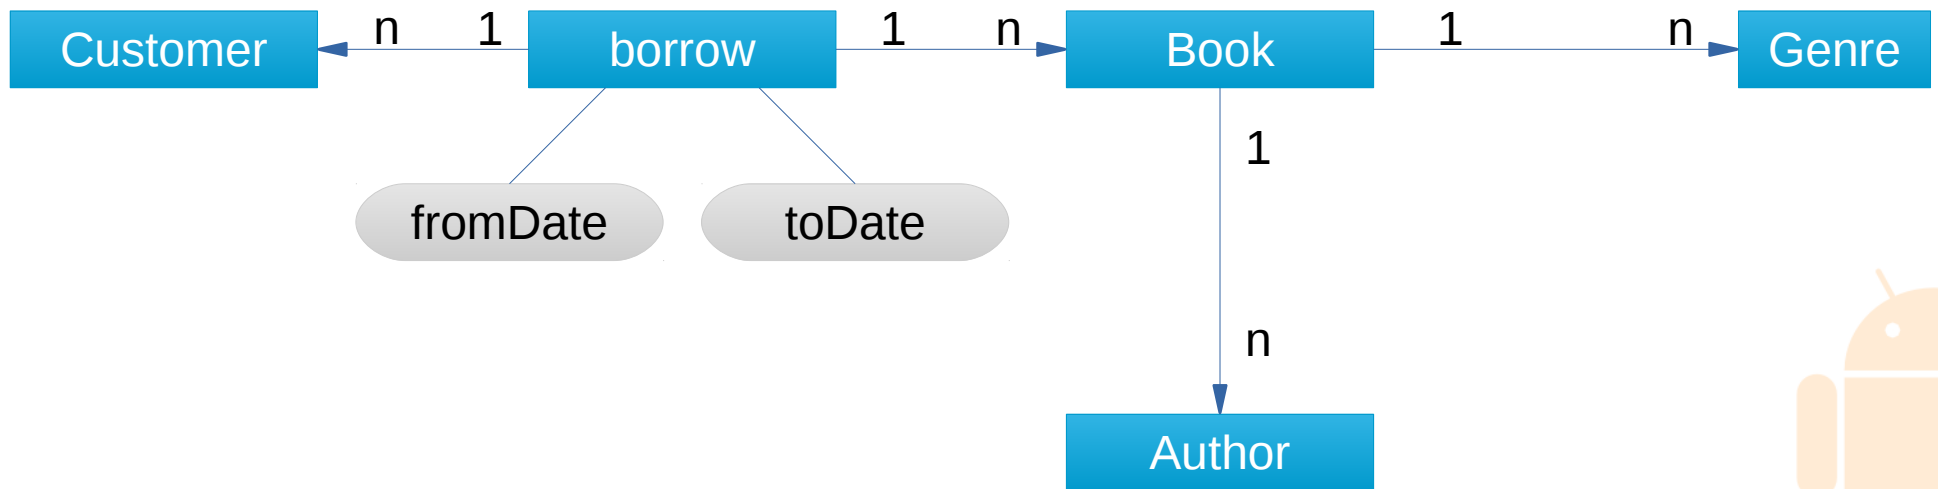 Customer n 1 borrow 1 n Book 1 n Genre
1
fromDate toDate
n
Author